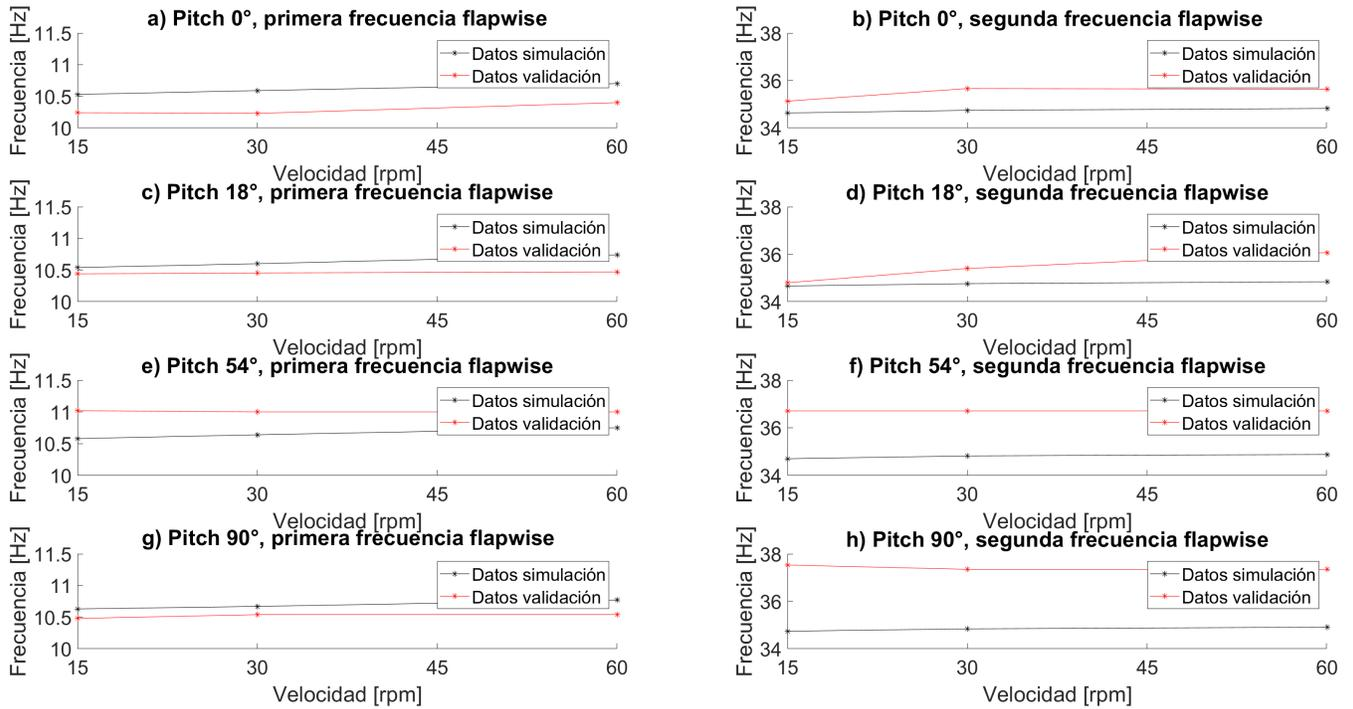 a) Pitch 0°, primera frecuencia flapwise
Frecuencia [Hz]
11.5
11
10.5
10
Datos simulación
Datos validación
15 30 45 60
Velocidad [rpm]
b) Pitch 0°, segunda frecuencia flapwise
Frecuencia [Hz]
38
36
34
Datos simulación
Datos validación
15 30 45 60
Velocidad [rpm]
c) Pitch 18°, primera frecuencia flapwise
Frecuencia [Hz]
11.5
11
10.5
10
Datos simulación
Datos validación
15 30 45 60
Velocidad [rpm]
d) Pitch 18°, segunda frecuencia flapwise
Frecuencia [Hz]
38
36
34
Datos simulación
Datos validación
15 30 45 60
Velocidad [rpm]
e) Pitch 54°, primera frecuencia flapwise
Frecuencia [Hz]
11.5
11
10.5
10
Datos simulación
Datos validación
15 30 45 60
Velocidad [rpm]
f) Pitch 54°, segunda frecuencia flapwise
Frecuencia [Hz]
38
36
34
Datos simulación
Datos validación
15 30 45 60
Velocidad [rpm]
g) Pitch 90°, primera frecuencia flapwise
Frecuencia [Hz]
11.5
11
10.5
10
Datos simulación
Datos validación
15 30 45 60
Velocidad [rpm]
h) Pitch 90°, segunda frecuencia flapwise
Frecuencia [Hz]
38
36
34
Datos simulación
Datos validación
15 30 45 60
Velocidad [rpm]